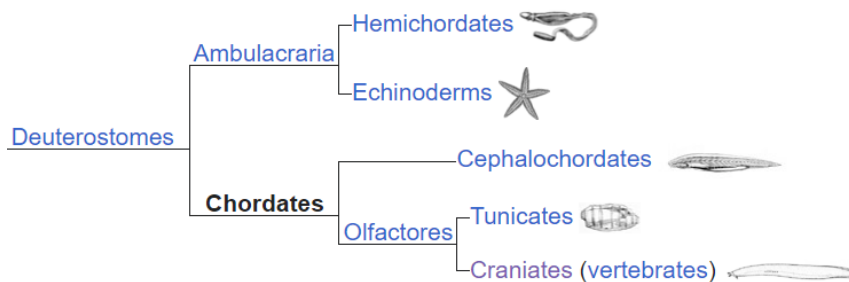 Hemichordates
Ambulacraria
Echinoderms
Deuterostomes
Cephalochordates
Chordates
Tunicates
Olfactores
Craniates (vertebrates)